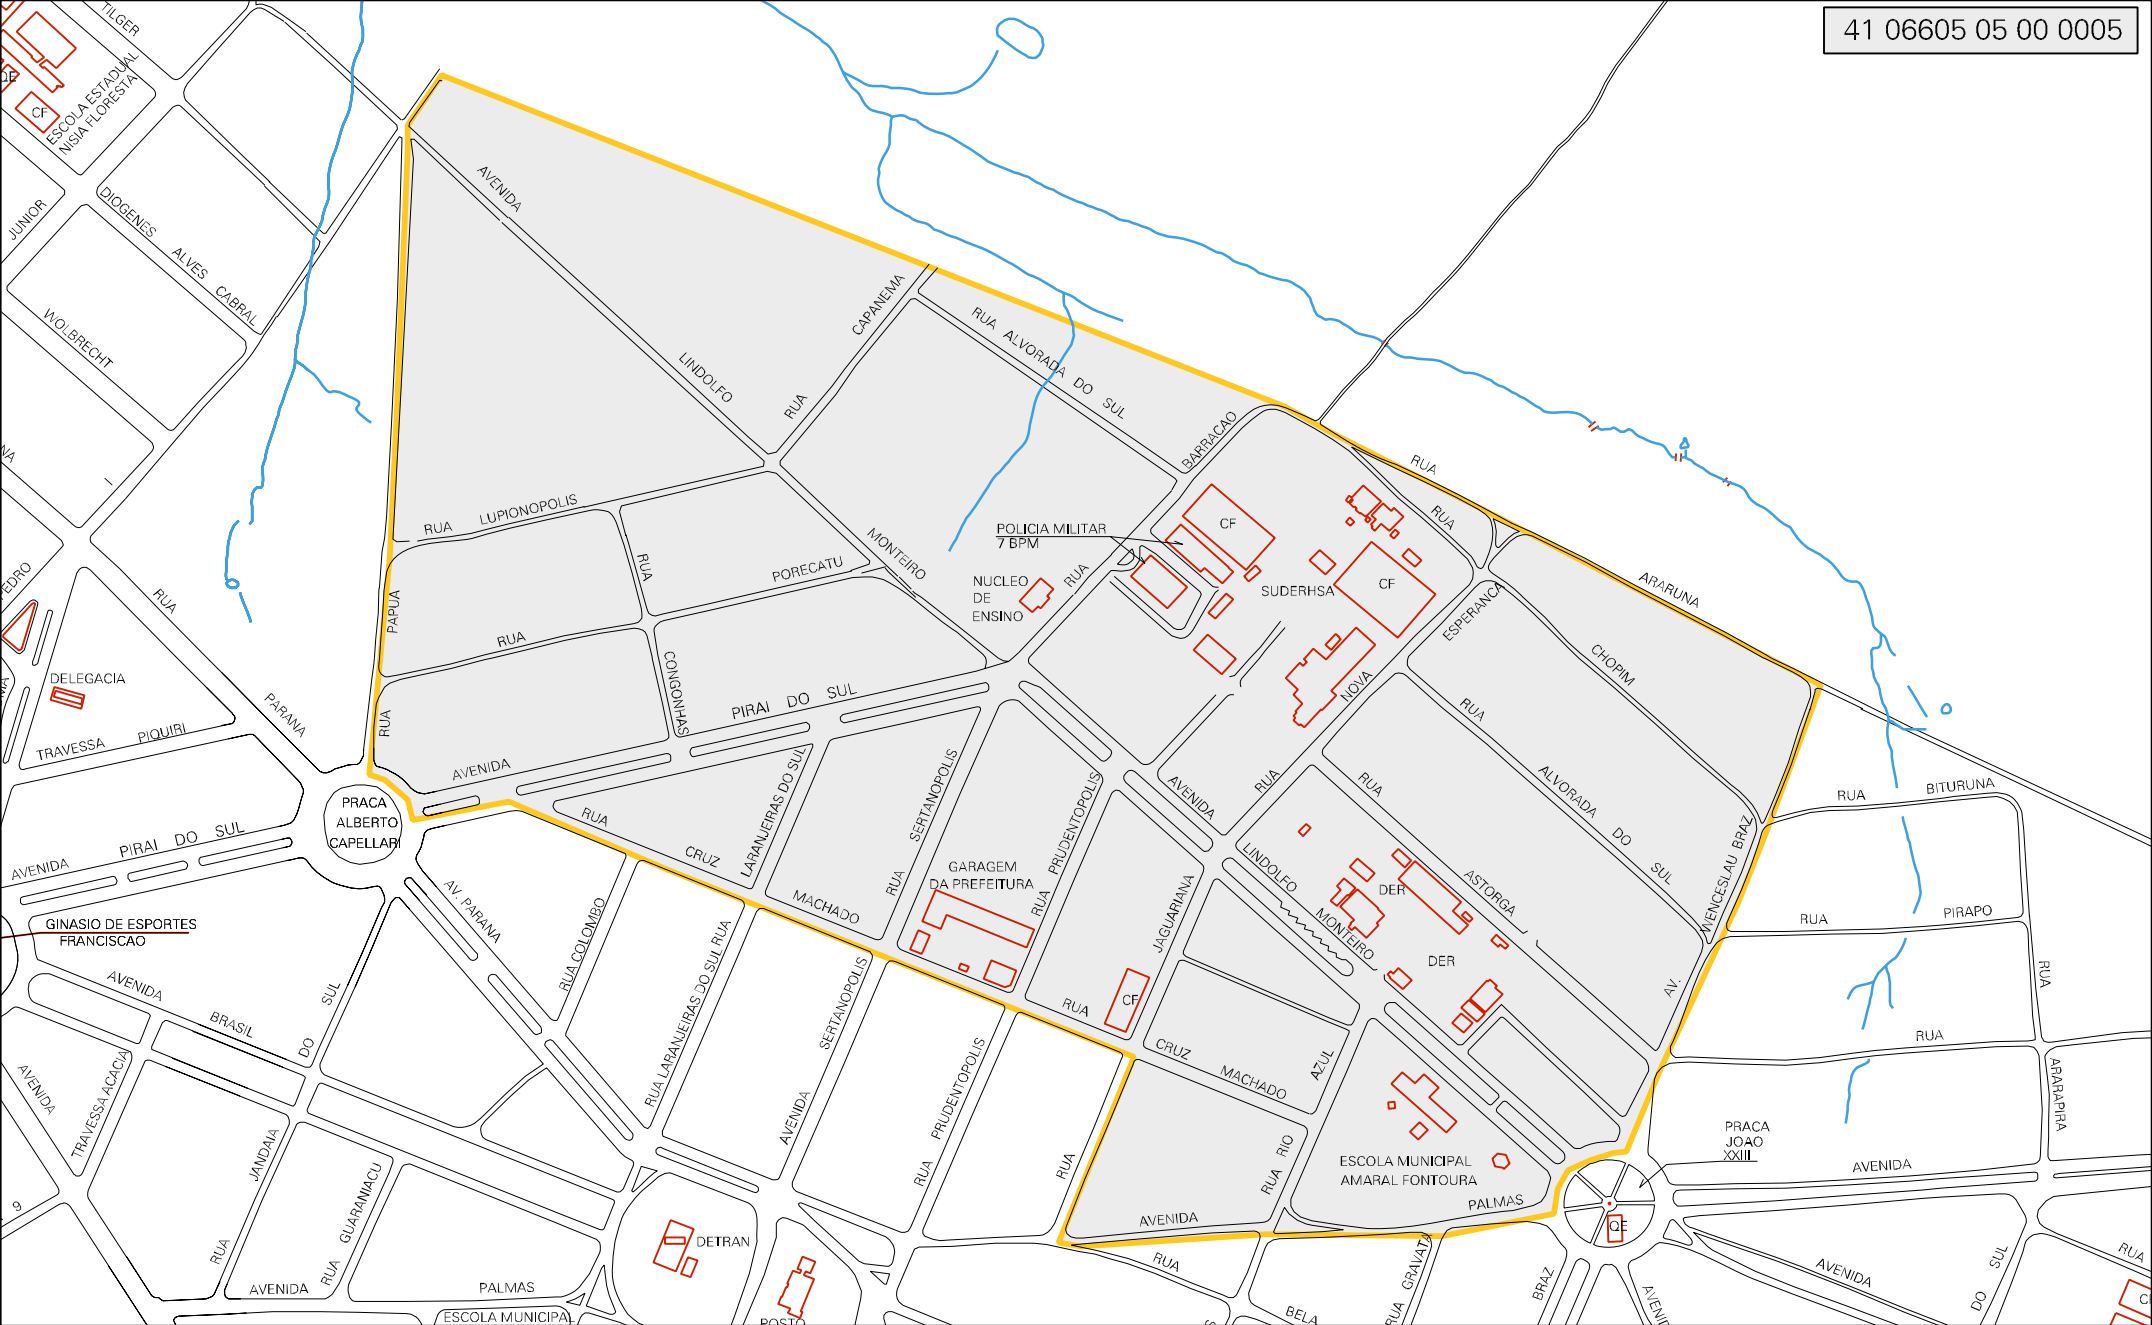 41 06605 05 00 0005
TILGER
QE
CF
ESCOLA ESTADUAL
NISIA FLORESTA
JUNIOR
DIOGENES
ALVES
CABRAL
WOLBRECHT
AVENIDA
LINDOLFO
RUA
CAPANEMA
RUA ALVORADA DO SUL
BARRACAO
RUA
RUA
RUA LUPIONOPOLIS
MONTEIRO
POLICIA MILITAR
7 BPM
CF
NUCLEO
DE
ENSINO
RUA
SUDERHSA
CF
ESPERANCA
ARARUNA
CHOPIM
RUA
PORECATU
RUA
RUA
PARANA
PAPUA
RUA
CONGONHAS
DELEGACIA
TRAVESSA PIQUIRI
PIRAI DO SUL
AVENIDA
NOVA
RUA
RUA
ALVORADA
DO
SUL
RUA
ASTORGA
AVENIDA
RUA
PRACA
ALBERTO
CAPELLARI
AVENIDA PIRAI DO SUL
RUA
CRUZ
MACHADO
LARANJEIRAS DO SUL
SERTANOPOLIS
RUA
PRUDENTOPOLIS
RUA
GARAGEM
DA PREFEITURA
JAGUARIANA
LINDOLFO
MONTEIRO
DER
DER
WENCESLAU BRAZ
AV.
RUA BITURUNA
RUA PIRAPO
RUA
RUA
ARARAPIRA
GINASIO DE ESPORTES
FRANCISCAO
AV. PARANA
RUA COLOMBO
RUA LARANJEIRAS DO SUL RUA
SERTANOPOLIS
AVENIDA
PRUDENTOPOLIS
RUA
RUA
CF
RUA
CRUZ
MACHADO
AZUL
RIO
RUA
AVENIDA
BRASIL
DO
SUL
AVENIDA
TRAVESSA ACACIA
JANDAIA
RUA
GUARANIACU
RUA
ESCOLA MUNICIPAL
AMARAL FONTOURA
AVENIDA
PALMAS
PRACA
JOAO
XXIII
QE
AVENIDA
9
DETRAN
AVENIDA
PALMAS
ESCOLA MUNICIPAL
POSTO
RUA
BELA
RUA GRAVATA
BRAZ
AVENIDA
DO
SUL
RUA